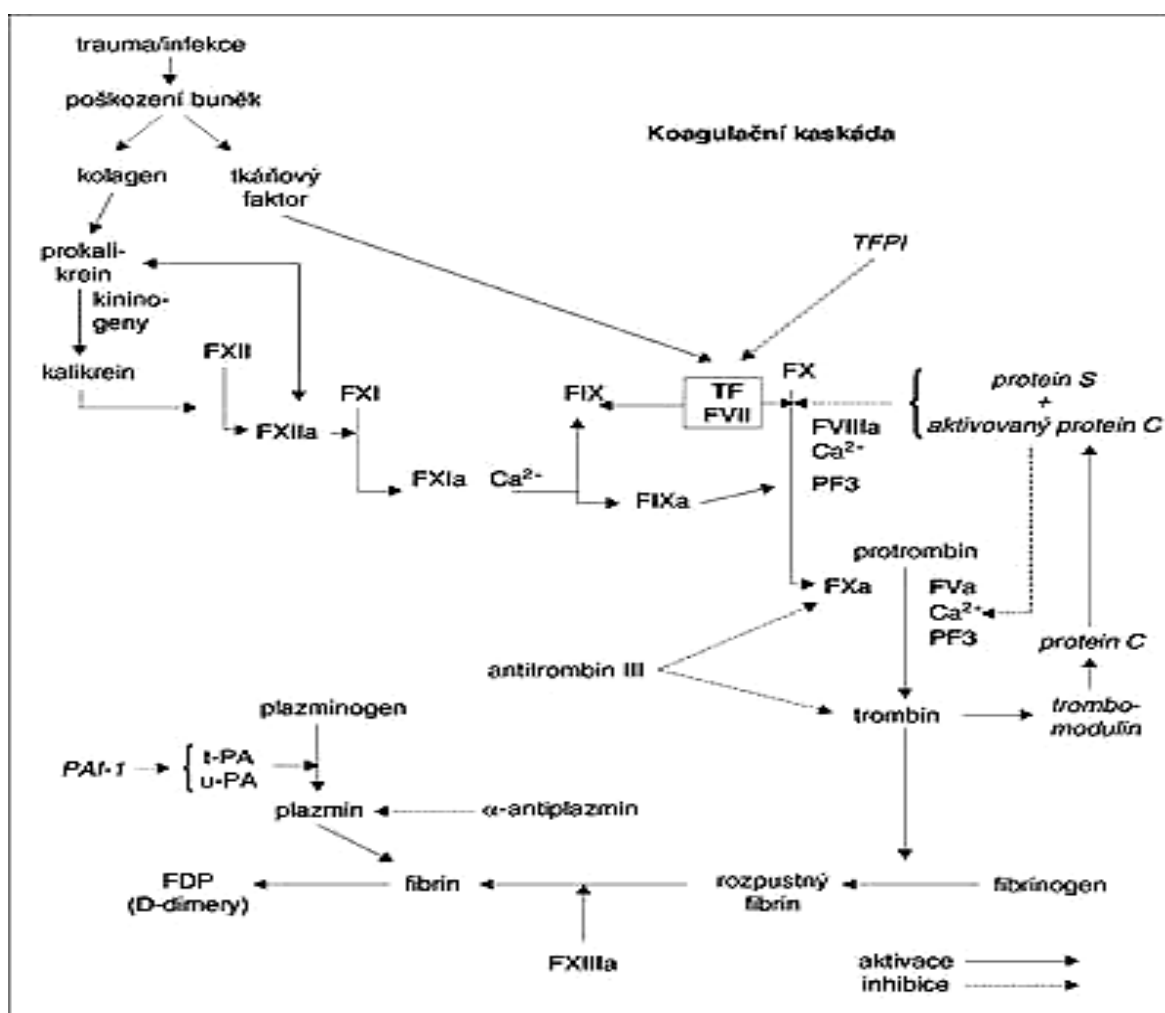 trauma/infekce
poškození buněk
Koagulační kaskáda
kolagen
tkáňový
faktor
TFPI
prokali-
krein
kinino-
geny
kalikrein
FXII
FXI
FIX
TF
FVII
FX
protein S
+
aktivovaný protein C
FXIIa
FVIIIa
Ca²⁺
PF3
FXIa
Ca²⁺
FIXa
protrombin
FXa
FVa
Ca²⁺
PF3
protein C
antitrombin III
trombin
trombo-
modulin
plazminogen
PAI-1
t-PA
u-PA
plazmin
α-antiplazmin
FDP
(D-dimery)
fibrin
rozpustný
fibrin
fibrinogen
FXIIIa
aktivace
inhibice